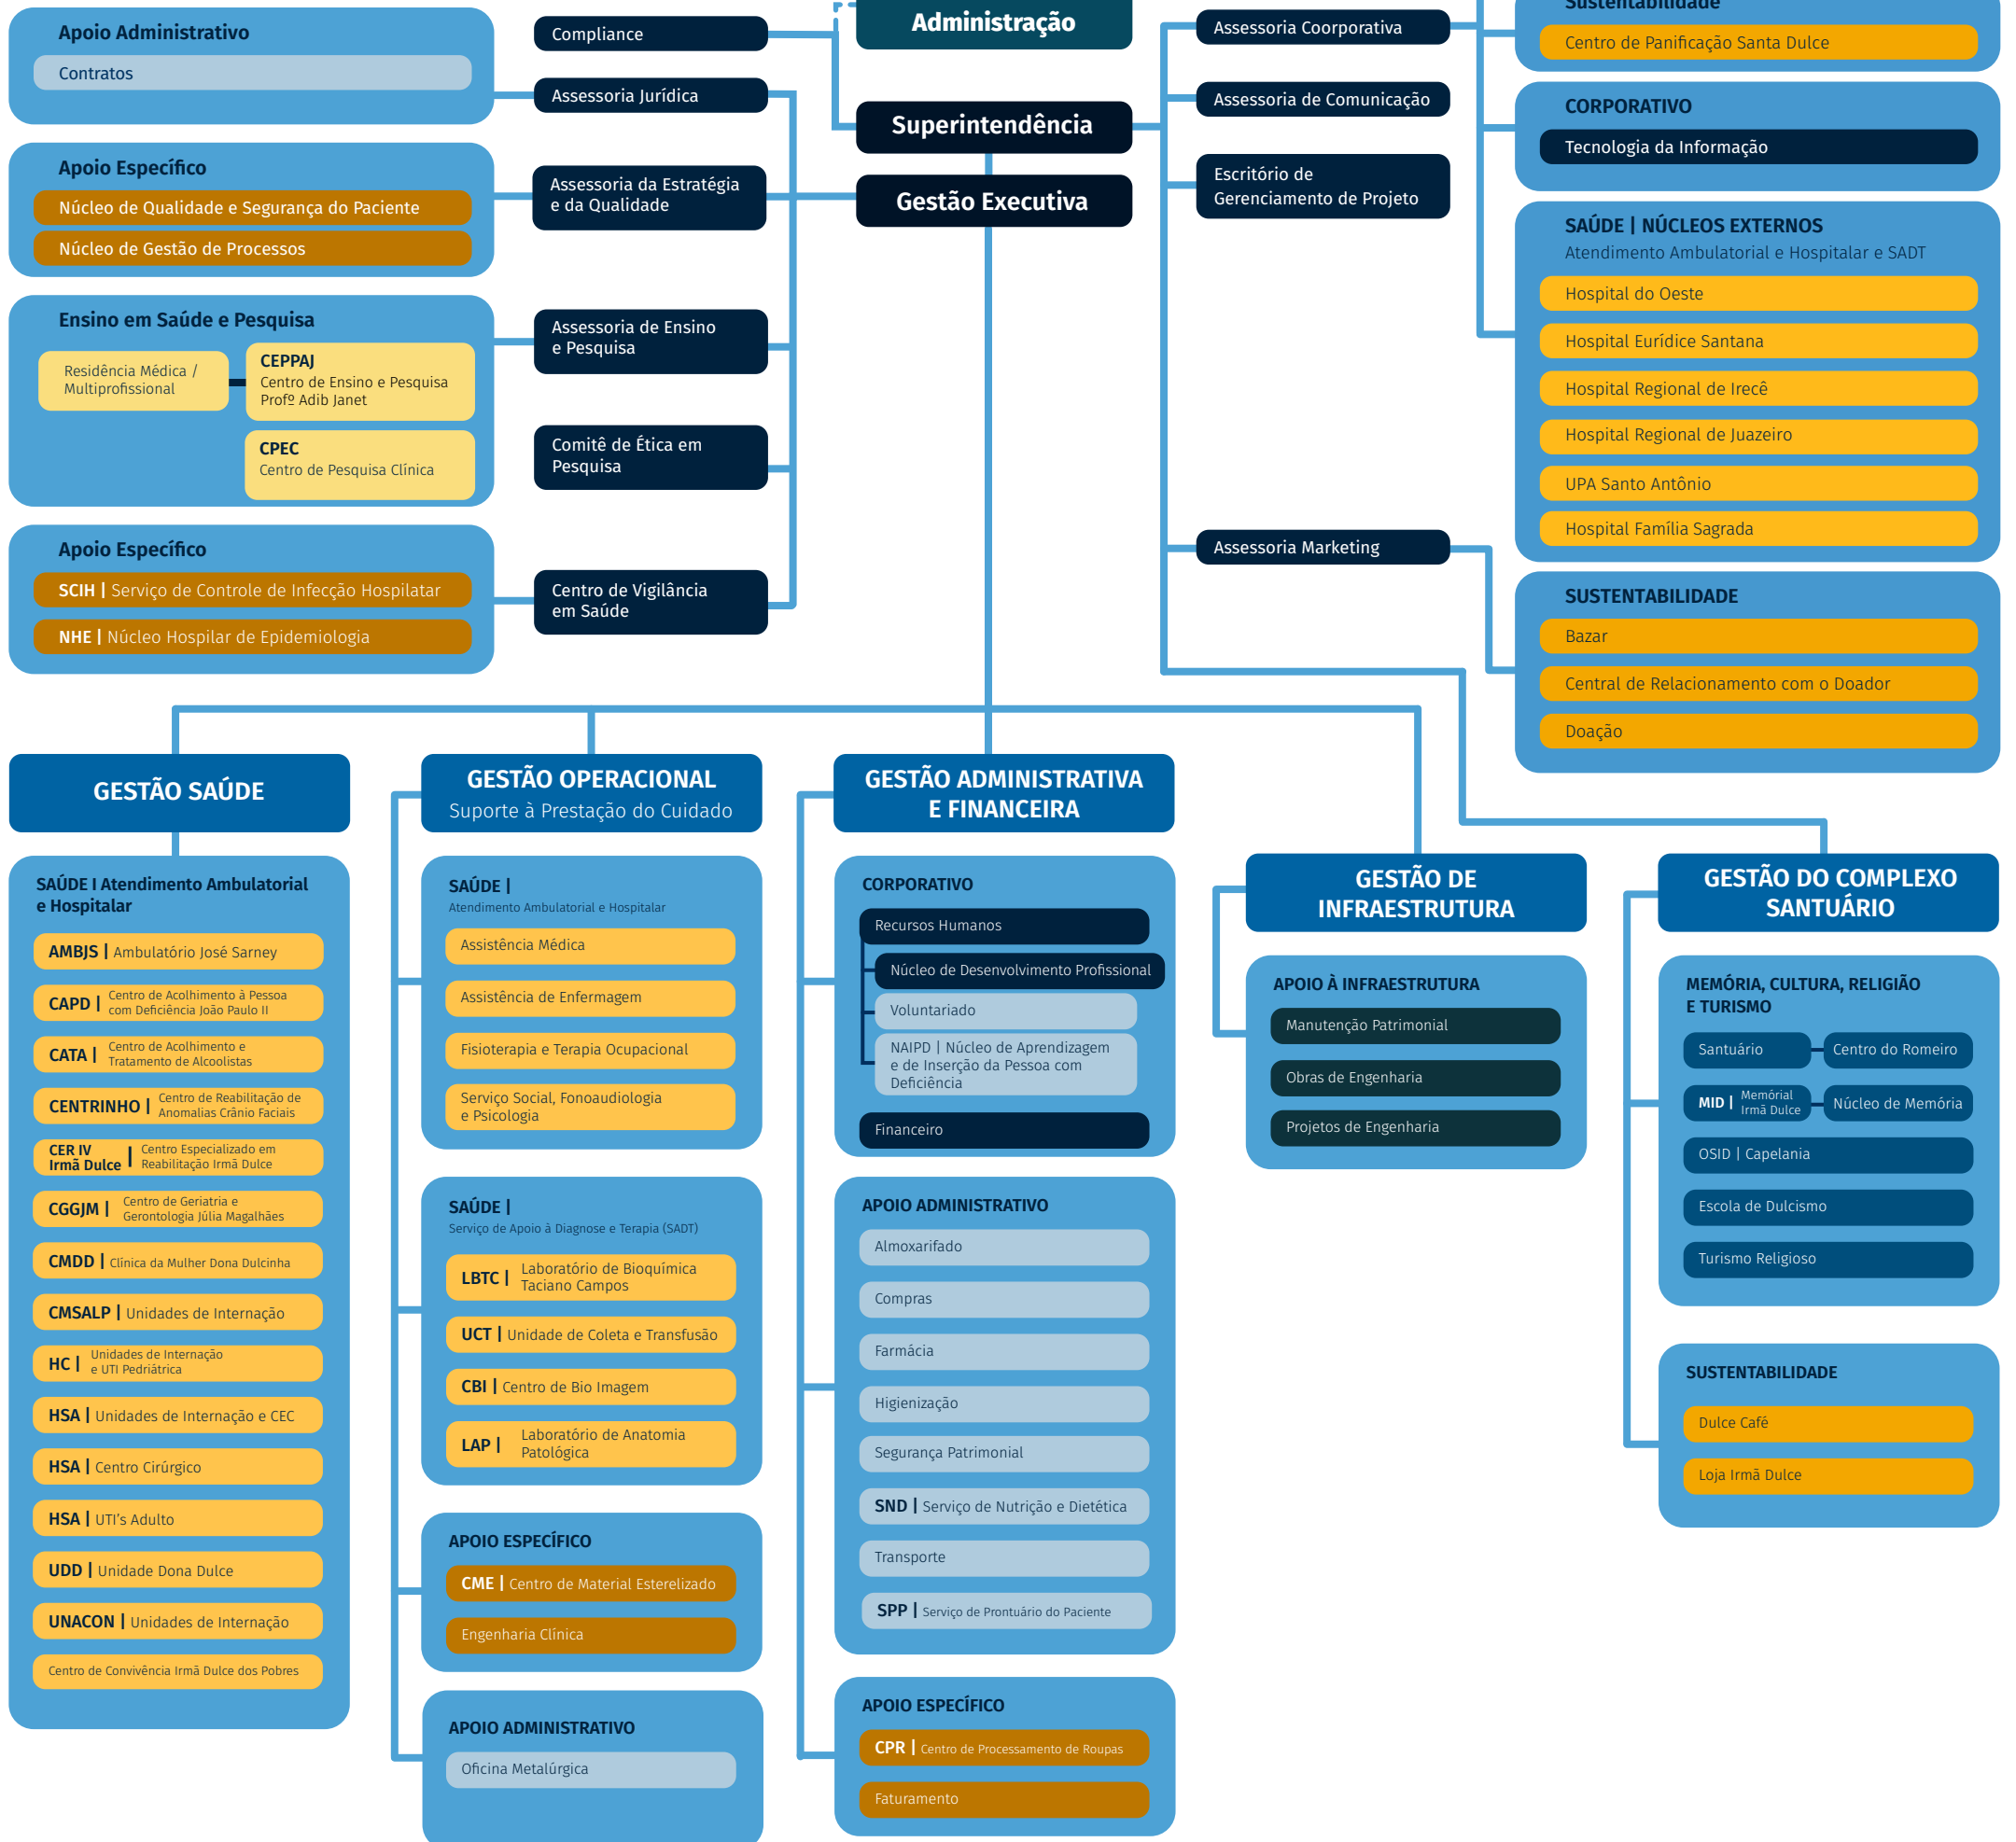 Administração
Superintendência
Gestão Executiva
Apoio Administrativo
Contratos
Compliance
Assessoria Jurídica
Apoio Específico
Núcleo de Qualidade e Segurança do Paciente
Núcleo de Gestão de Processos
Assessoria da Estratégia
e da Qualidade
Ensino em Saúde e Pesquisa
Residência Médica /
Multiprofissional
CEPPAJ
Centro de Ensino e Pesquisa
Profº Adib Janet
CPEC
Centro de Pesquisa Clínica
Assessoria de Ensino
e Pesquisa
Comitê de Ética em
Pesquisa
Apoio Específico
SCIH | Serviço de Controle de Infecção Hospilatar
NHE | Núcleo Hospilar de Epidemiologia
Centro de Vigilância
em Saúde
Assessoria Coorporativa
Assessoria de Comunicação
Escritório de
Gerenciamento de Projeto
Assessoria Marketing
Sustentabilidade
Centro de Panificação Santa Dulce
CORPORATIVO
Tecnologia da Informação
SAÚDE | NÚCLEOS EXTERNOS
Atendimento Ambulatorial e Hospitalar e SADT
Hospital do Oeste
Hospital Eurídice Santana
Hospital Regional de Irecê
Hospital Regional de Juazeiro
UPA Santo Antônio
Hospital Família Sagrada
SUSTENTABILIDADE
Bazar
Central de Relacionamento com o Doador
Doação
GESTÃO SAÚDE
SAÚDE I Atendimento Ambulatorial
e Hospitalar
AMBJS | Ambulatório José Sarney
CAPD | Centro de Acolhimento à Pessoa
com Deficiência João Paulo II
CATA | Centro de Acolhimento e
Tratamento de Alcoolistas
CENTRINHO | Centro de Reabilitação de
Anomalias Crânio Faciais
CER IV
Irmã Dulce | Centro Especializado em
Reabilitação Irmã Dulce
CGGJM | Centro de Geriatria e
Gerontologia Júlia Magalhães
CMDD | Clínica da Mulher Dona Dulcinha
CMSALP | Unidades de Internação
HC | Unidades de Internação
e UTI Pediátrica
HSA | Unidades de Internação e CEC
HSA | Centro Cirúrgico
HSA | UTI's Adulto
UDD | Unidade Dona Dulce
UNACON | Unidades de Internação
Centro de Convivência Irmã Dulce dos Pobres
GESTÃO OPERACIONAL
Suporte à Prestação do Cuidado
SAÚDE |
Atendimento Ambulatorial e Hospitalar
Assistência Médica
Assistência de Enfermagem
Fisioterapia e Terapia Ocupacional
Serviço Social, Fonoaudiologia
e Psicologia
SAÚDE |
Serviço de Apoio à Diagnose e Terapia (SADT)
LBTC | Laboratório de Bioquímica
Taciano Campos
UCT | Unidade de Coleta e Transfusão
CBI | Centro de Bio Imagem
LAP | Laboratório de Anatomia
Patológica
APOIO ESPECÍFICO
CME | Centro de Material Esterelizado
Engenharia Clínica
APOIO ADMINISTRATIVO
Oficina Metalúrgica
GESTÃO ADMINISTRATIVA
E FINANCEIRA
CORPORATIVO
Recursos Humanos
Núcleo de Desenvolvimento Profissional
Voluntariado
NAIPD | Núcleo de Aprendizagem
e de Inserção da Pessoa com
Deficiência
Financeiro
APOIO ADMINISTRATIVO
Almoxarifado
Compras
Farmácia
Higienização
Segurança Patrimonial
SND | Serviço de Nutrição e Dietética
Transporte
SPP | Serviço de Prontuário do Paciente
APOIO ESPECÍFICO
CPR | Centro de Processamento de Roupas
Faturamento
GESTÃO DE
INFRAESTRUTURA
APOIO À INFRAESTRUTURA
Manutenção Patrimonial
Obras de Engenharia
Projetos de Engenharia
GESTÃO DO COMPLEXO
SANTUÁRIO
MEMÓRIA, CULTURA, RELIGIÃO
E TURISMO
Santuário
Centro do Romeiro
MID | Memórial
Irmã Dulce
Núcleo de Memória
OSID | Capelania
Escola de Dulcismo
Turismo Religioso
SUSTENTABILIDADE
Dulce Café
Loja Irmã Dulce